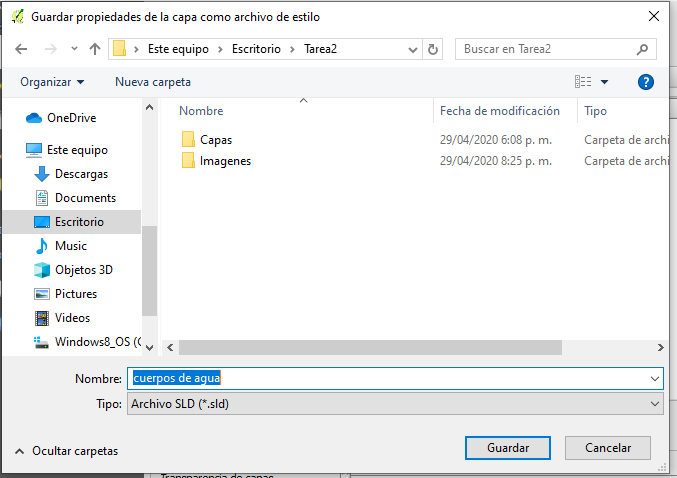 Guardar propiedades de la capa como archivo de estilo
Este equipo > Escritorio > Tarea2
Buscar en Tarea2
Organizar
Nueva carpeta
Nombre
Fecha de modificación
Tipo
OneDrive
Este equipo
Descargas
Documents
Escritorio
Music
Objetos 3D
Pictures
Videos
Windows8_OS (C
Capas 29/04/2020 6:08 p. m. Carpeta de archi
Imagenes 29/04/2020 8:25 p. m. Carpeta de archi
Nombre: cuerpos de agua
Tipo: Archivo SLD (*.sld)
Ocultar carpetas
Guardar
Cancelar
Transparencia de capas